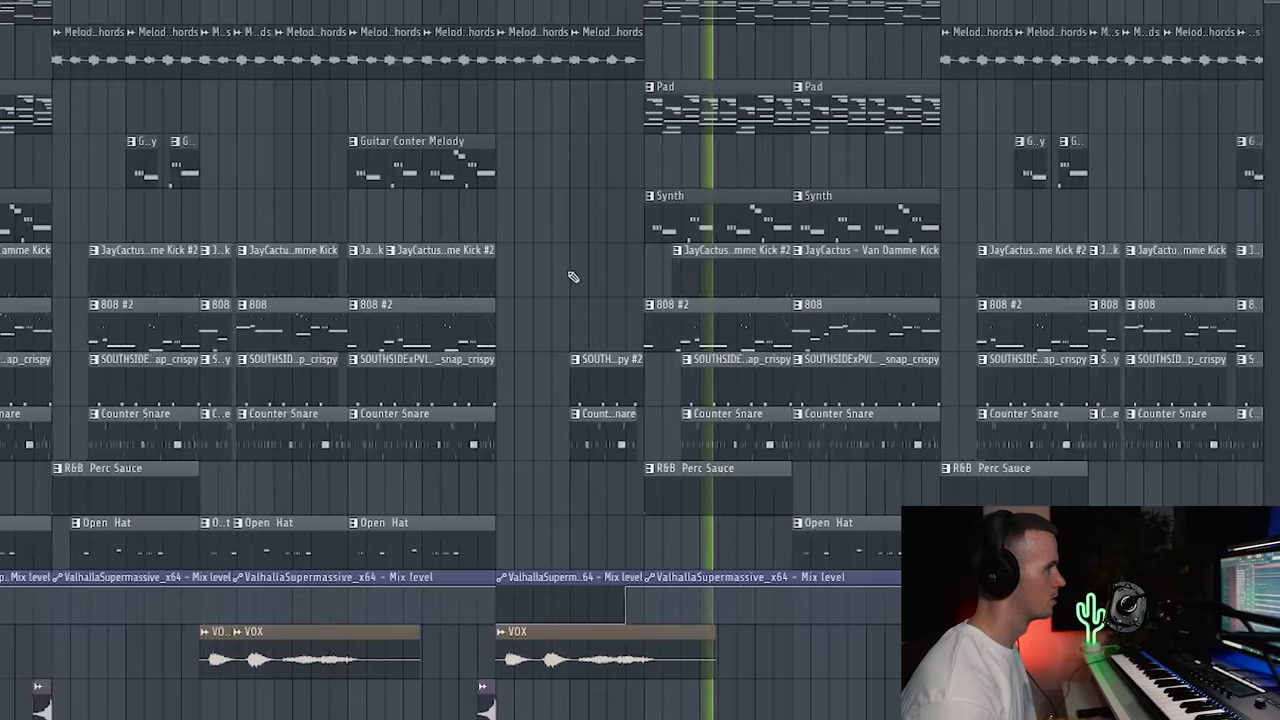 Melod..hords Melod..hords M..s M...ds Melod..hords Melod..hords Melod..hords Melod..hords Melod..hords Melod..hords Melod..hords M..s M...ds Melod..hords ..s
Pad Pad
G..y G.. Guitar Conter Melody G..y G.. G..
Synth Synth
amme Kick JayCactus..me Kick #2 J..k JayCactu..mme Kick Ja..k JayCactus..me Kick #2 JayCactus..mme Kick #2 JayCactus - Van Damme Kick JayCactus..me Kick #2 J..k JayCactu..mme Kick J..
808 #2 808 808 808 #2 808 #2 808 808 #2 808 808 8..
..ap_crispy SOUTHSIDE..ap_crispy S..y SOUTHSID..p_crispy SOUTHSIDExPVL.._snap_crispy SOUTH..py #2 SOUTHSIDE..ap_crispy SOUTHSIDExPVL.._snap_crispy SOUTHSIDE..ap_crispy S..y SOUTHSID..p_crispy S
nare Counter Snare C..e Counter Snare Counter Snare Count..nare Counter Snare Counter Snare Counter Snare C..e Counter Snare C..
R&B Perc Sauce R&B Perc Sauce R&B Perc Sauce
Open Hat O..t Open Hat Open Hat Open Hat
p..Mix level ValhallaSupermassive_x64 - Mix level ValhallaSupermassive_x64 - Mix level ValhallaSuperm..64 - Mix level ValhallaSupermassive_x64 - Mix level
VO.. VOX VOX